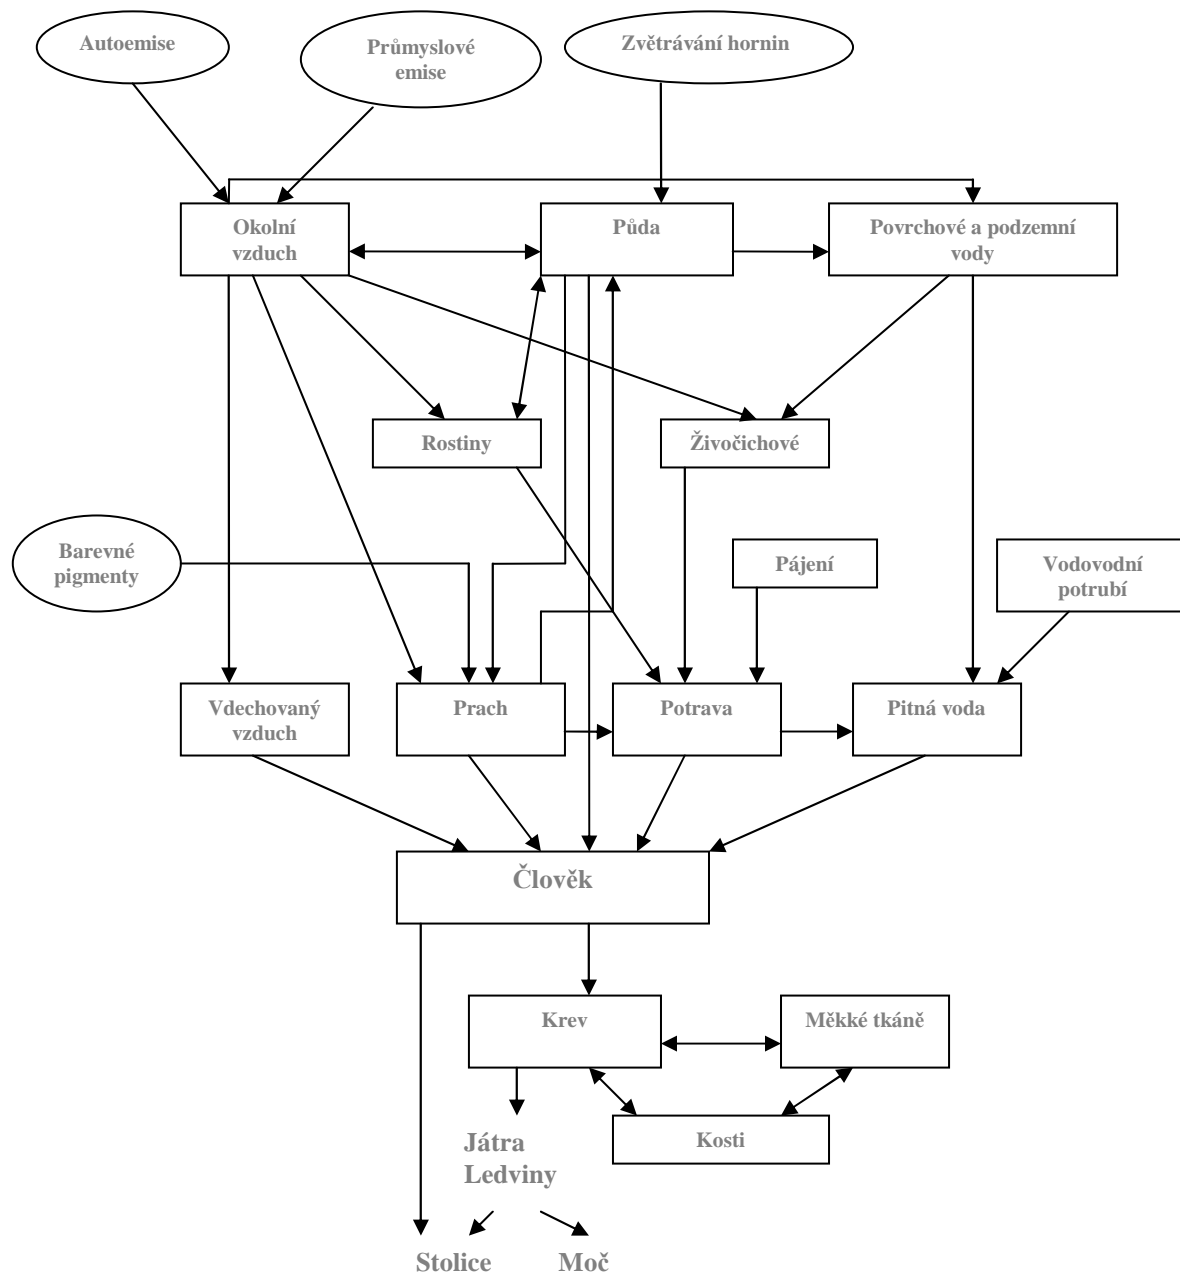 Autoemise
Průmyslové
emise
Zvětrávání hornin
Okolní
vzduch
Půda
Povrchové a podzemní
vody
Rostiny
Živočichové
Barevné
pigmenty
Pájení
Vodovodní
potrubí
Vdechovaný
vzduch
Prach
Potrava
Pitná voda
Člověk
Krev
Měkké tkáně
Kosti
Játra
Ledviny
Stolice
Moč